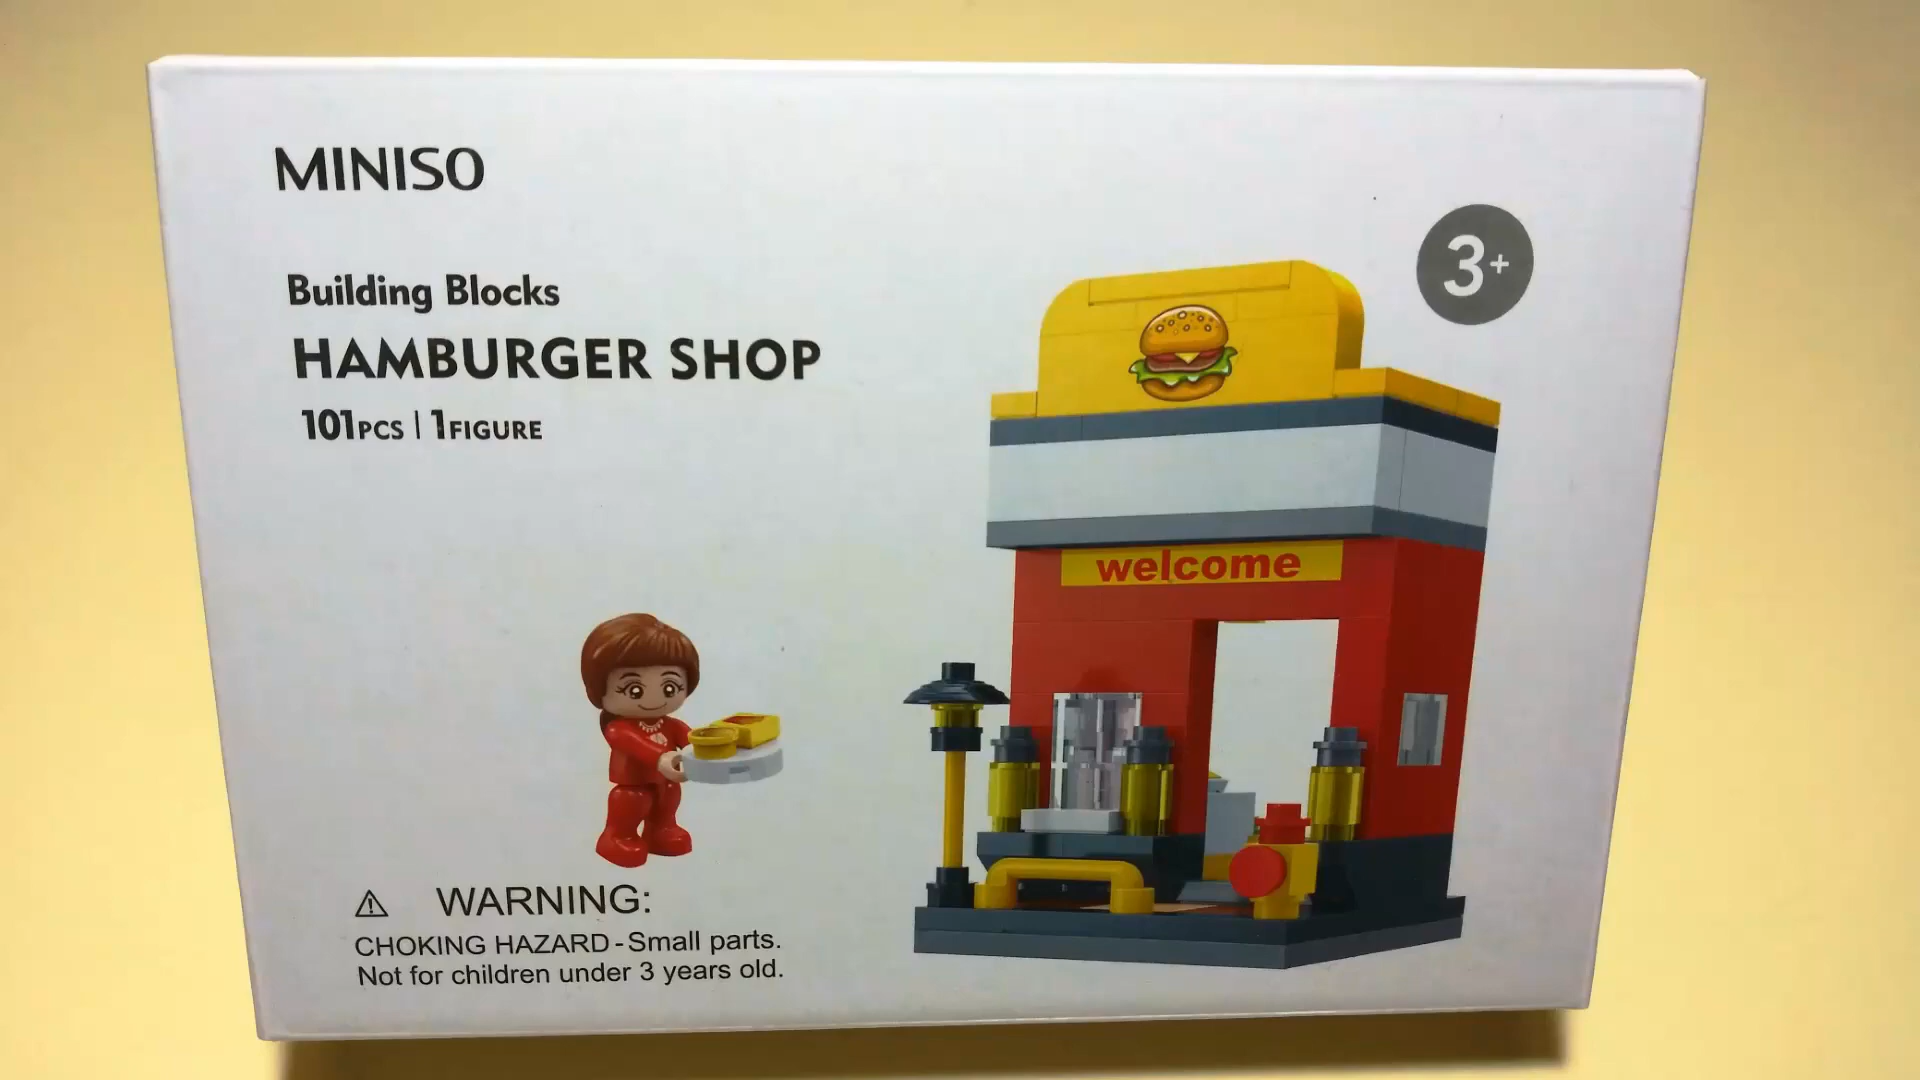 MINISO
Building Blocks
HAMBURGER SHOP
101PCS | 1FIGURE
3+
welcome
WARNING:
CHOKING HAZARD - Small parts.
Not for children under 3 years old.